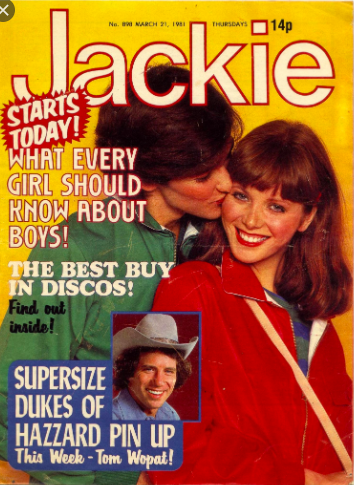 No. 898 MARCH 21, 1981 THURSDAYS 14p
Jackie
STARTS
TODAY!
WHAT EVERY
GIRL SHOULD
KNOW ABOUT
BOYS!
THE BEST BUY
IN DISCOS!
Find out
inside!
SUPERSIZE
DUKES OF
HAZZARD PIN UP
This Week - Tom Wopat!